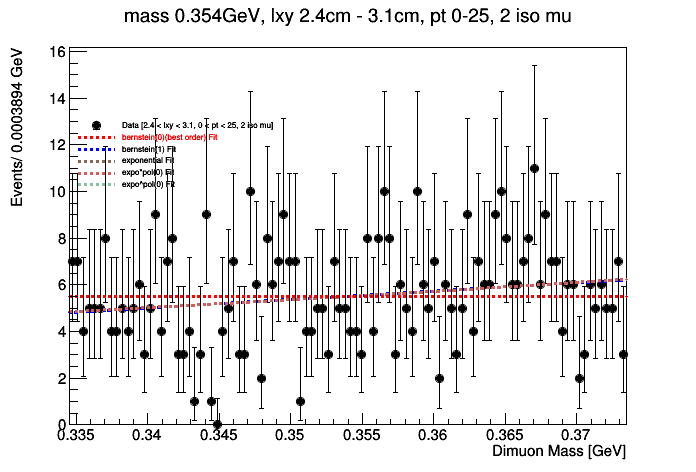 mass 0.354GeV, lxy 2.4cm - 3.1cm, pt 0-25, 2 iso mu
Events/ 0.0003894 GeV
16
14
12
10
8
6
4
2
0
Data [2.4 < lxy < 3.1, 0 < pt < 25, 2 iso mu]
bernstein(0)(best order) Fit
bernstein(1) Fit
exponential Fit
expo*pol(0) Fit
expo*pol(0) Fit
0.335 0.34 0.345 0.35 0.355 0.36 0.365 0.37
Dimuon Mass [GeV]